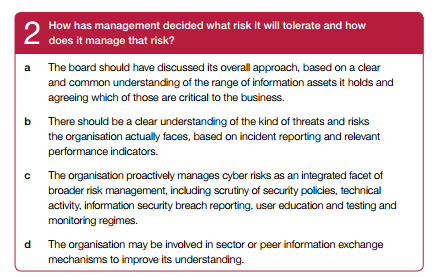 2 How has management decided what risk it will tolerate and how
does it manage that risk?
a The board should have discussed its overall approach, based on a clear
and common understanding of the range of information assets it holds and
agreeing which of those are critical to the business.
b There should be a clear understanding of the kind of threats and risks
the organisation actually faces, based on incident reporting and relevant
performance indicators.
c The organisation proactively manages cyber risks as an integrated facet of
broader risk management, including scrutiny of security policies, technical
activity, information security breach reporting, user education and testing and
monitoring regimes.
d The organisation may be involved in sector or peer information exchange
mechanisms to improve its understanding.